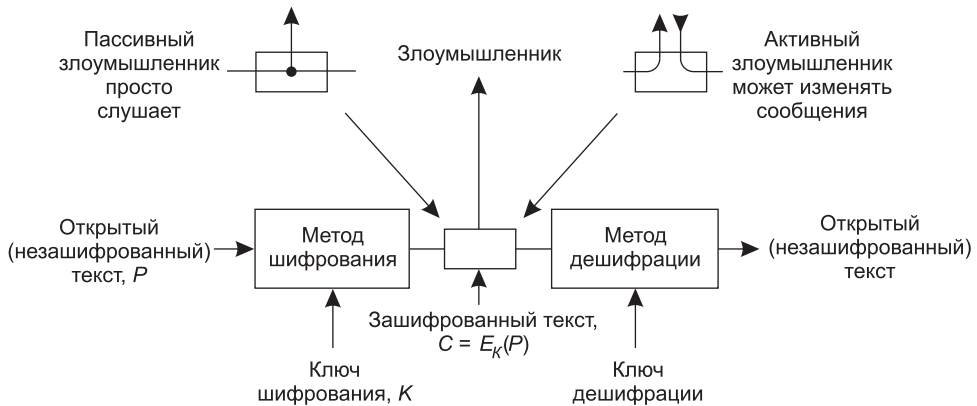 Пассивный
злоумышленник
просто
слушает
Злоумышленник
Активный
злоумышленник
может изменять
сообщения
Открытый
(незашифрованный)
текст, P
Метод
шифрования
Метод
дешифрации
Открытый
(незашифрованный)
текст
Зашифрованный текст,
C = E_K(P)
Ключ
шифрования, K
Ключ
дешифрации